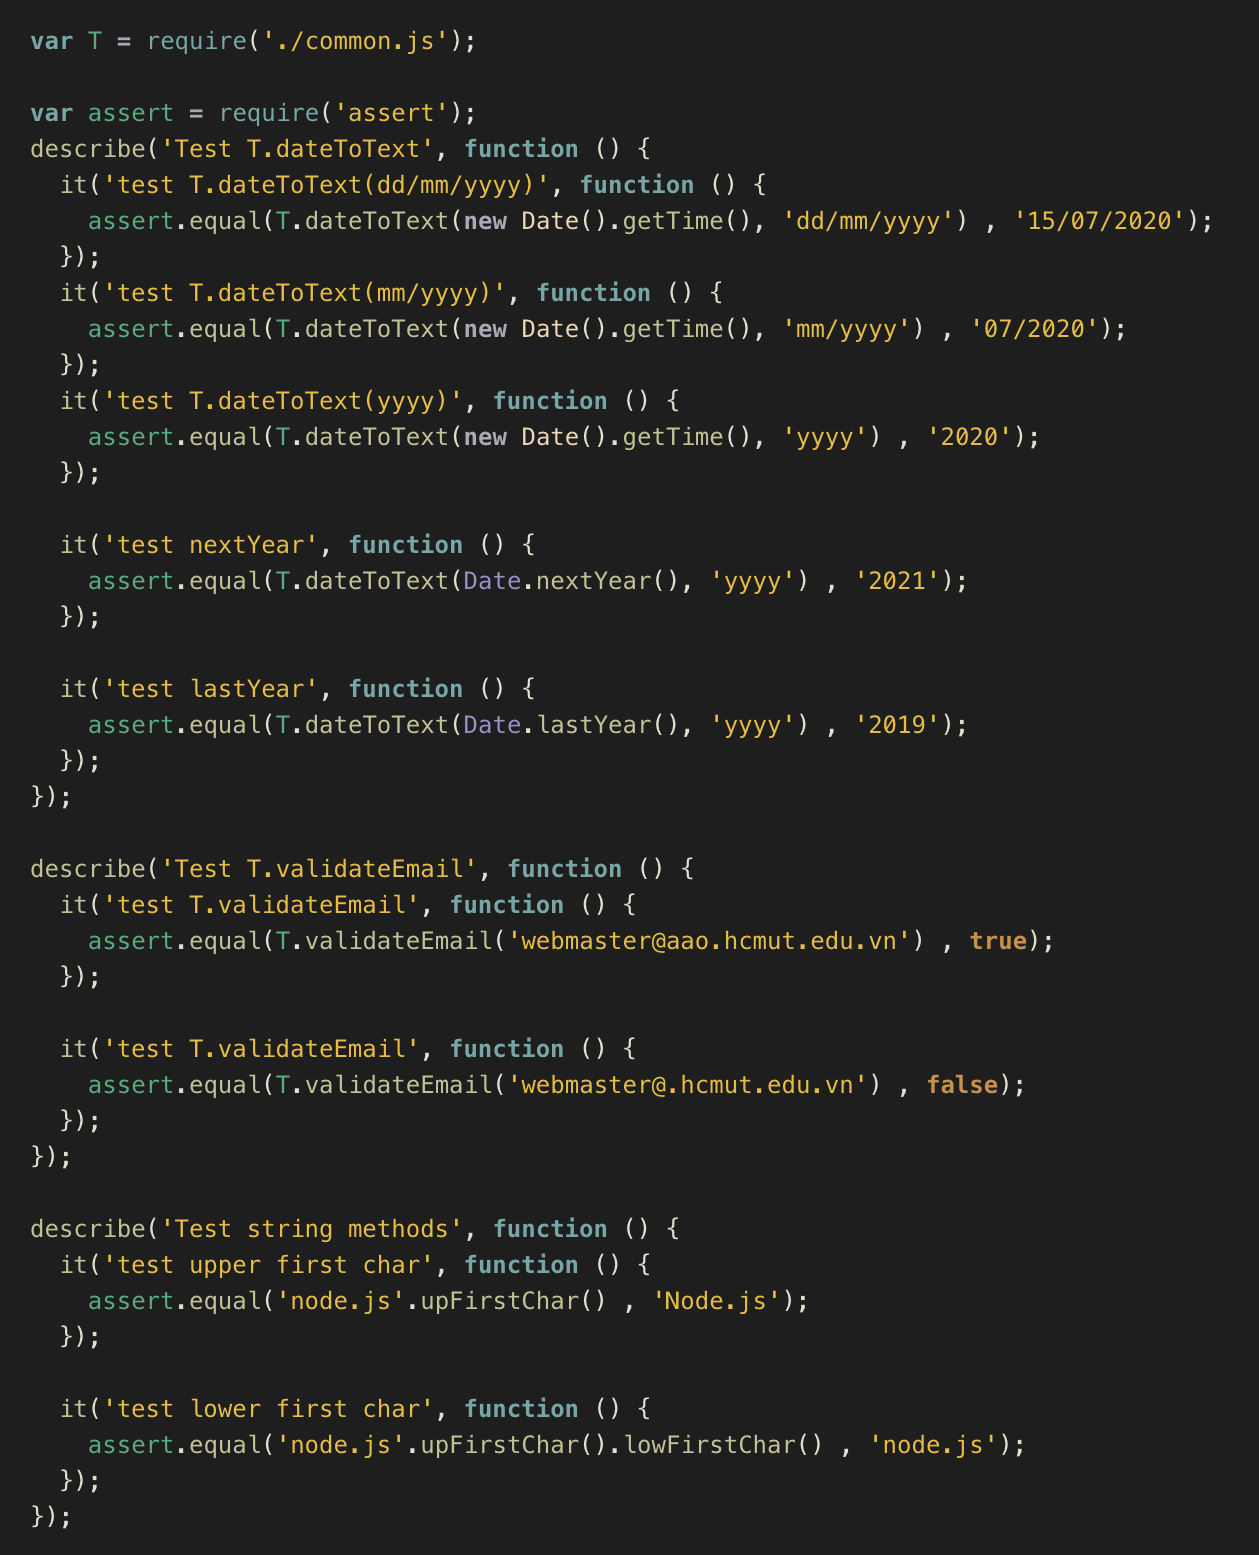 var T = require('./common.js');

var assert = require('assert');
describe('Test T.dateToText', function () {
  it('test T.dateToText(dd/mm/yyyy)', function () {
    assert.equal(T.dateToText(new Date().getTime(), 'dd/mm/yyyy') , '15/07/2020');
  });
  it('test T.dateToText(mm/yyyy)', function () {
    assert.equal(T.dateToText(new Date().getTime(), 'mm/yyyy') , '07/2020');
  });
  it('test T.dateToText(yyyy)', function () {
    assert.equal(T.dateToText(new Date().getTime(), 'yyyy') , '2020');
  });

  it('test nextYear', function () {
    assert.equal(T.dateToText(Date.nextYear(), 'yyyy') , '2021');
  });

  it('test lastYear', function () {
    assert.equal(T.dateToText(Date.lastYear(), 'yyyy') , '2019');
  });
});

describe('Test T.validateEmail', function () {
  it('test T.validateEmail', function () {
    assert.equal(T.validateEmail('webmaster@aao.hcmut.edu.vn') , true);
  });

  it('test T.validateEmail', function () {
    assert.equal(T.validateEmail('webmaster@.hcmut.edu.vn') , false);
  });
});

describe('Test string methods', function () {
  it('test upper first char', function () {
    assert.equal('node.js'.upFirstChar() , 'Node.js');
  });

  it('test lower first char', function () {
    assert.equal('node.js'.upFirstChar().lowFirstChar() , 'node.js');
  });
});